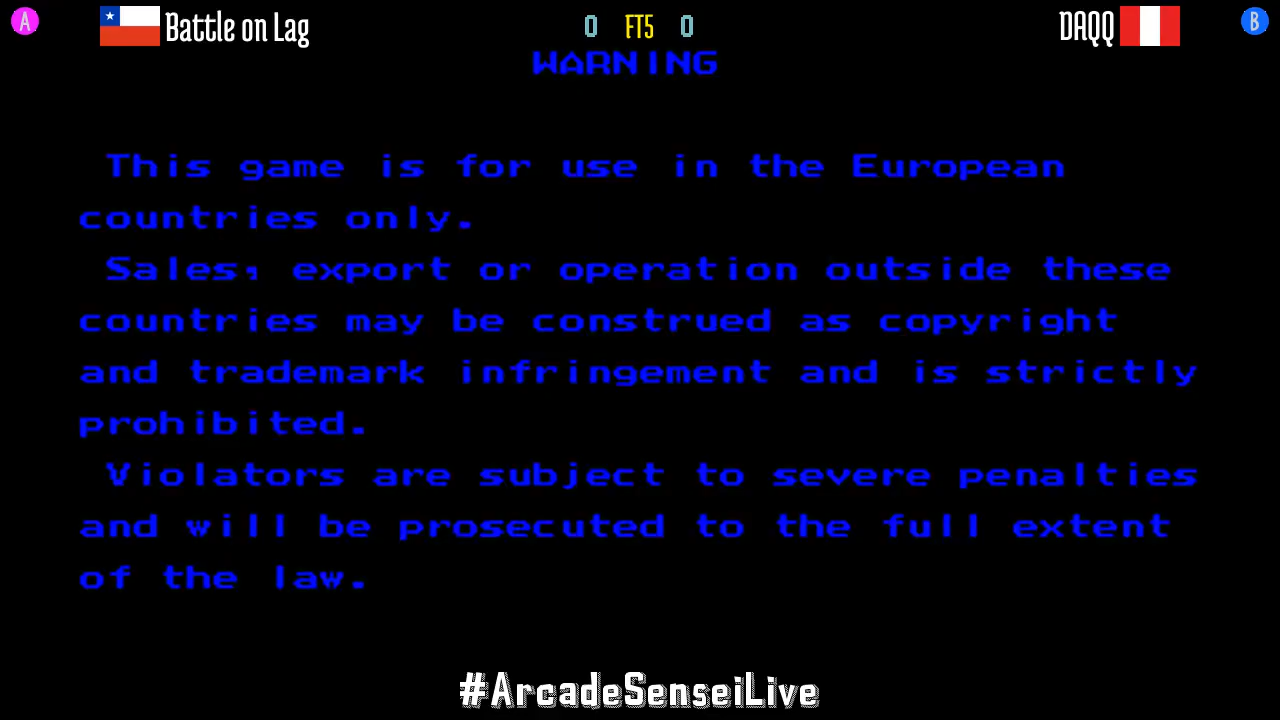 A Battle on Lag 0 FT5 0 DAQQ B
WARNING
This game is for use in the European
countries only.
Sales, export or operation outside these
countries may be construed as copyright
and trademark infringement and is strictly
prohibited.
Violators are subject to severe penalties
and will be prosecuted to the full extent
of the law.
#ArcadeSenseiLive